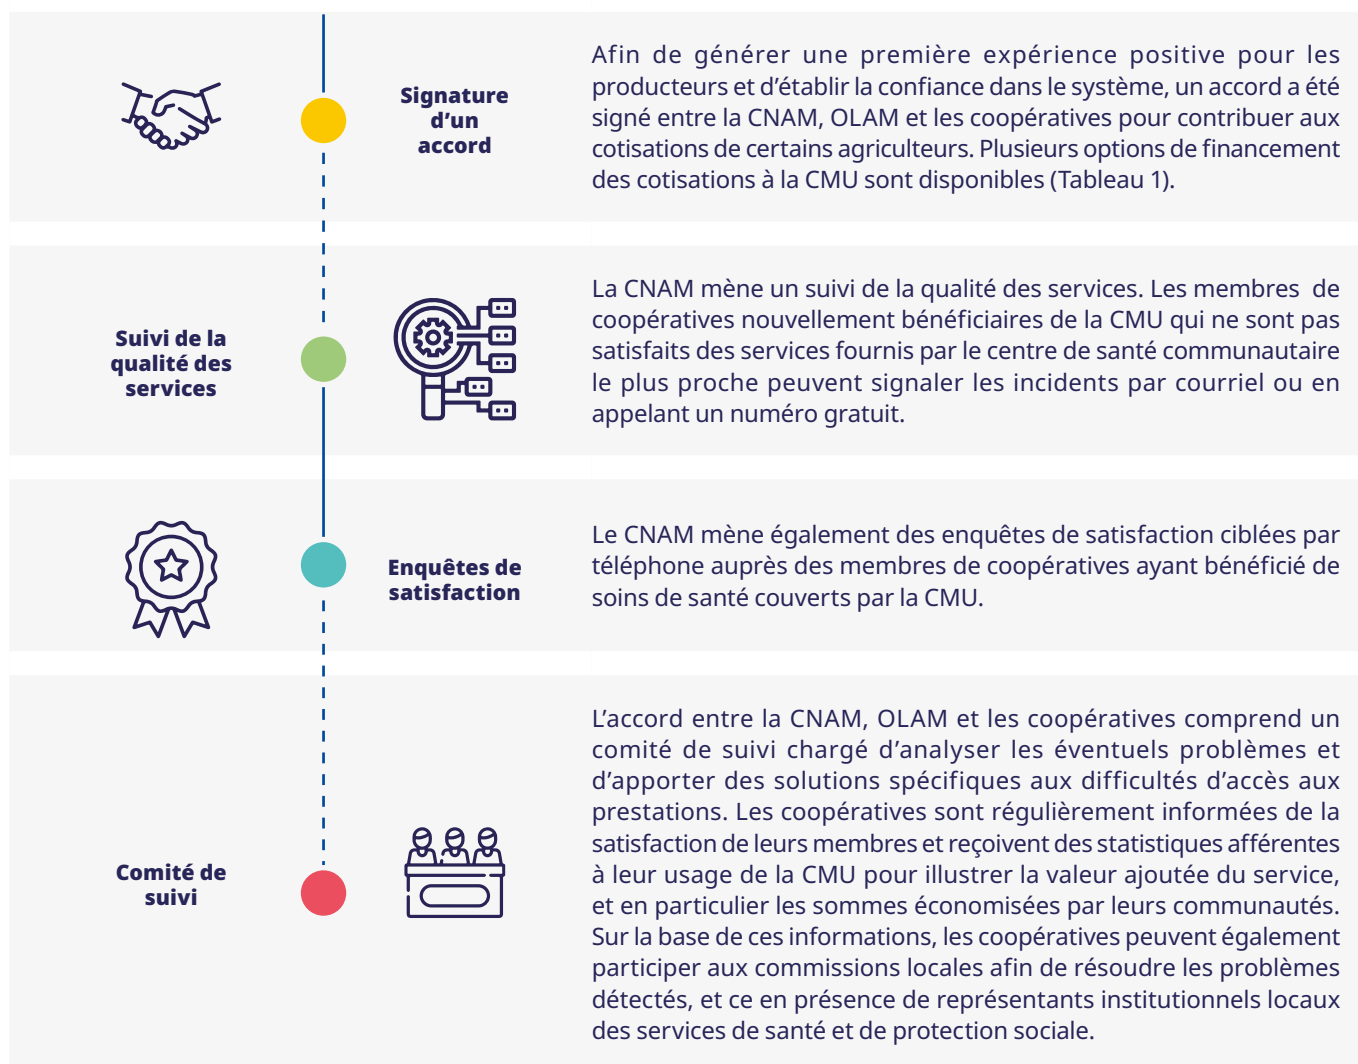 Signature
d’un
accord
Afin de générer une première expérience positive pour les
producteurs et d’établir la confiance dans le système, un accord a été
signé entre la CNAM, OLAM et les coopératives pour contribuer aux
cotisations de certains agriculteurs. Plusieurs options de financement
des cotisations à la CMU sont disponibles (Tableau 1).
Suivi de la
qualité des
services
La CNAM mène un suivi de la qualité des services. Les membres de
coopératives nouvellement bénéficiaires de la CMU qui ne sont pas
satisfaits des services fournis par le centre de santé communautaire
le plus proche peuvent signaler les incidents par courriel ou en
appelant un numéro gratuit.
Enquêtes de
satisfaction
Le CNAM mène également des enquêtes de satisfaction ciblées par
téléphone auprès des membres de coopératives ayant bénéficié de
soins de santé couverts par la CMU.
Comité de
suivi
L’accord entre la CNAM, OLAM et les coopératives comprend un
comité de suivi chargé d’analyser les éventuels problèmes et
d’apporter des solutions spécifiques aux difficultés d’accès aux
prestations. Les coopératives sont régulièrement informées de la
satisfaction de leurs membres et reçoivent des statistiques afférentes
à leur usage de la CMU pour illustrer la valeur ajoutée du service,
et en particulier les sommes économisées par leurs communautés.
Sur la base de ces informations, les coopératives peuvent également
participer aux commissions locales afin de résoudre les problèmes
détectés, et ce en présence de représentants institutionnels locaux
des services de santé et de protection sociale.